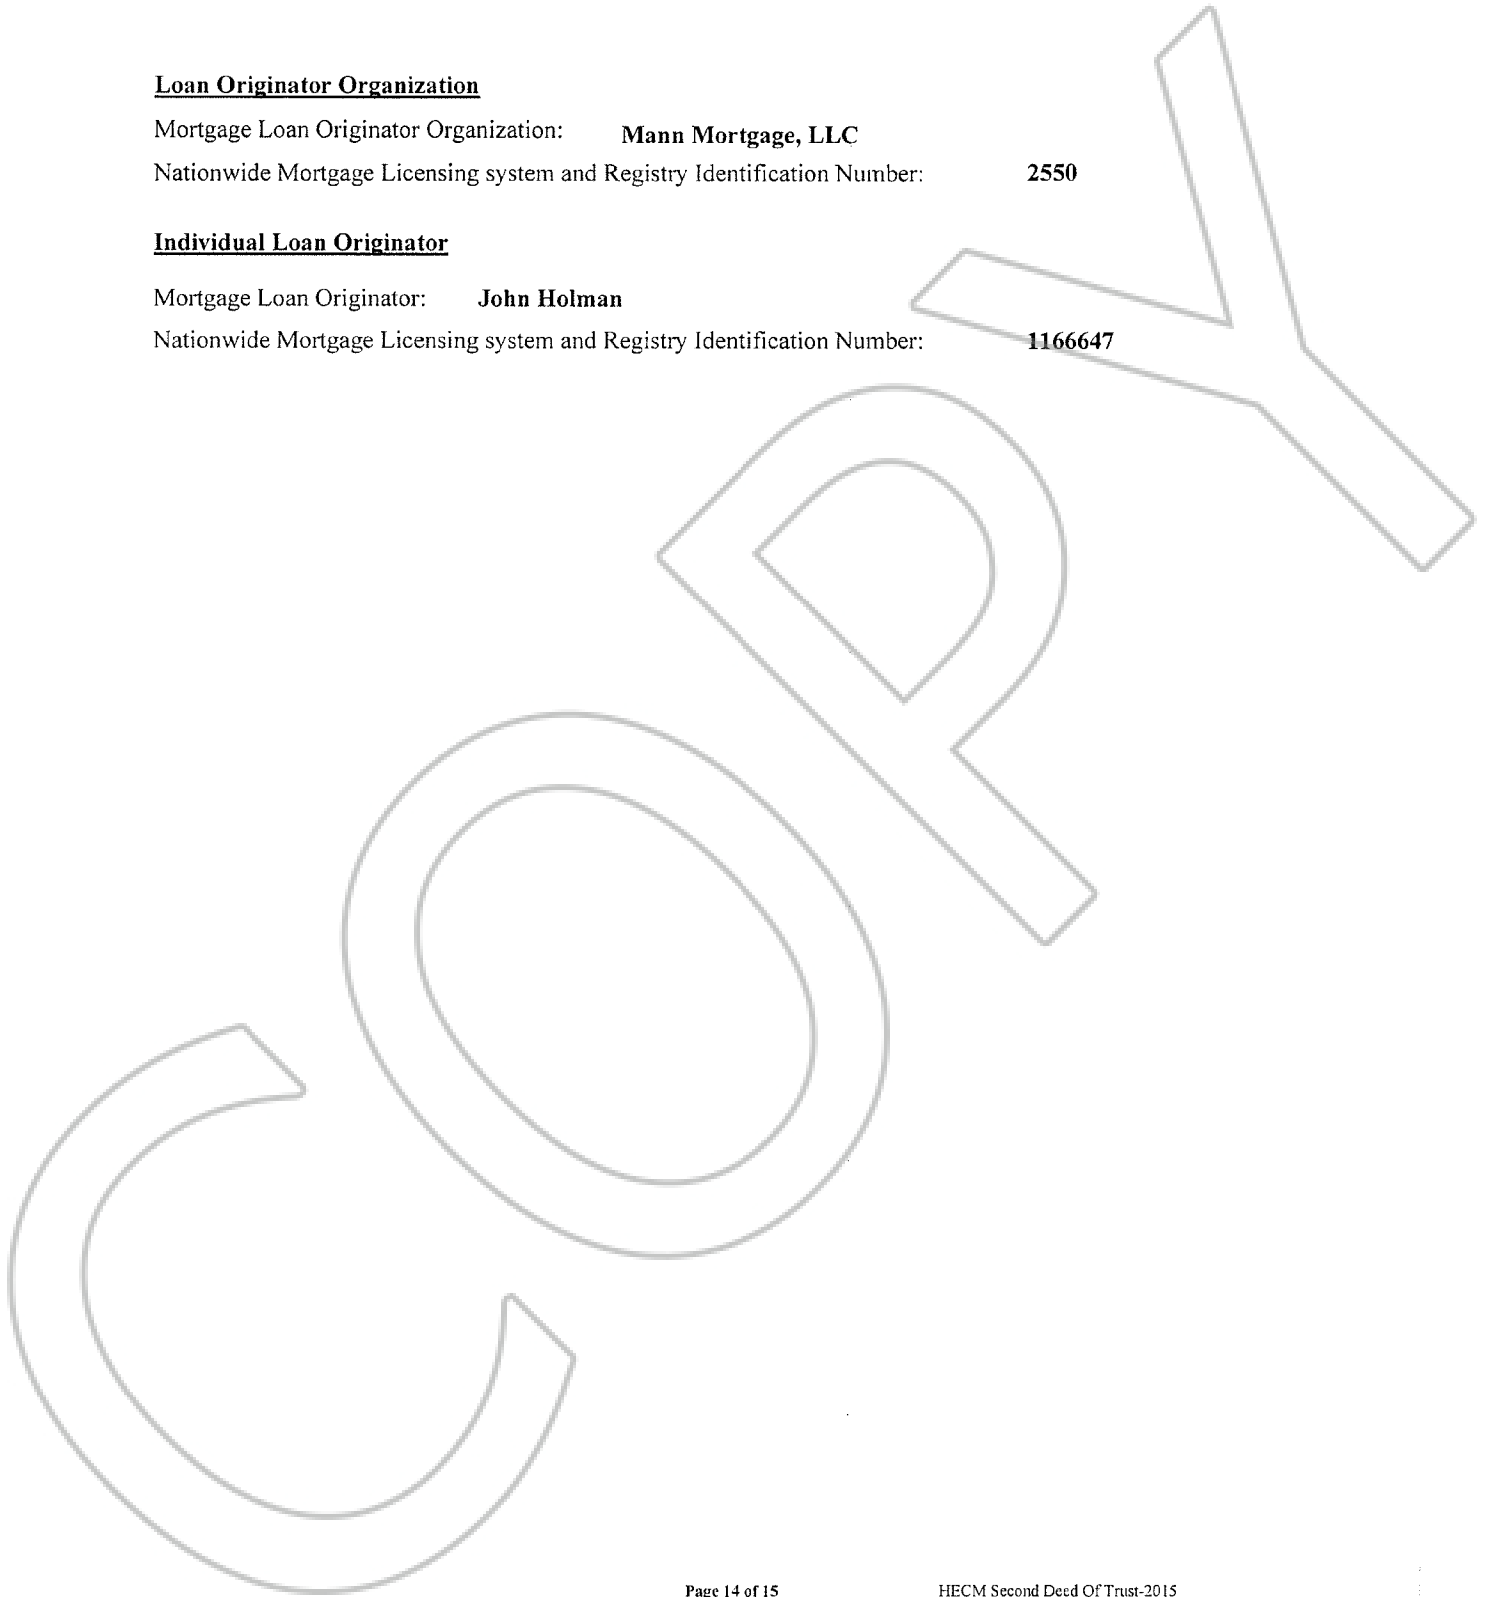 Loan Originator Organization
Mortgage Loan Originator Organization: Mann Mortgage, LLC
Nationwide Mortgage Licensing system and Registry Identification Number: 2550
Individual Loan Originator
Mortgage Loan Originator: John Holman
Nationwide Mortgage Licensing system and Registry Identification Number: 1166647
COPY
Page 14 of 15 HECM Second Deed Of Trust-2015